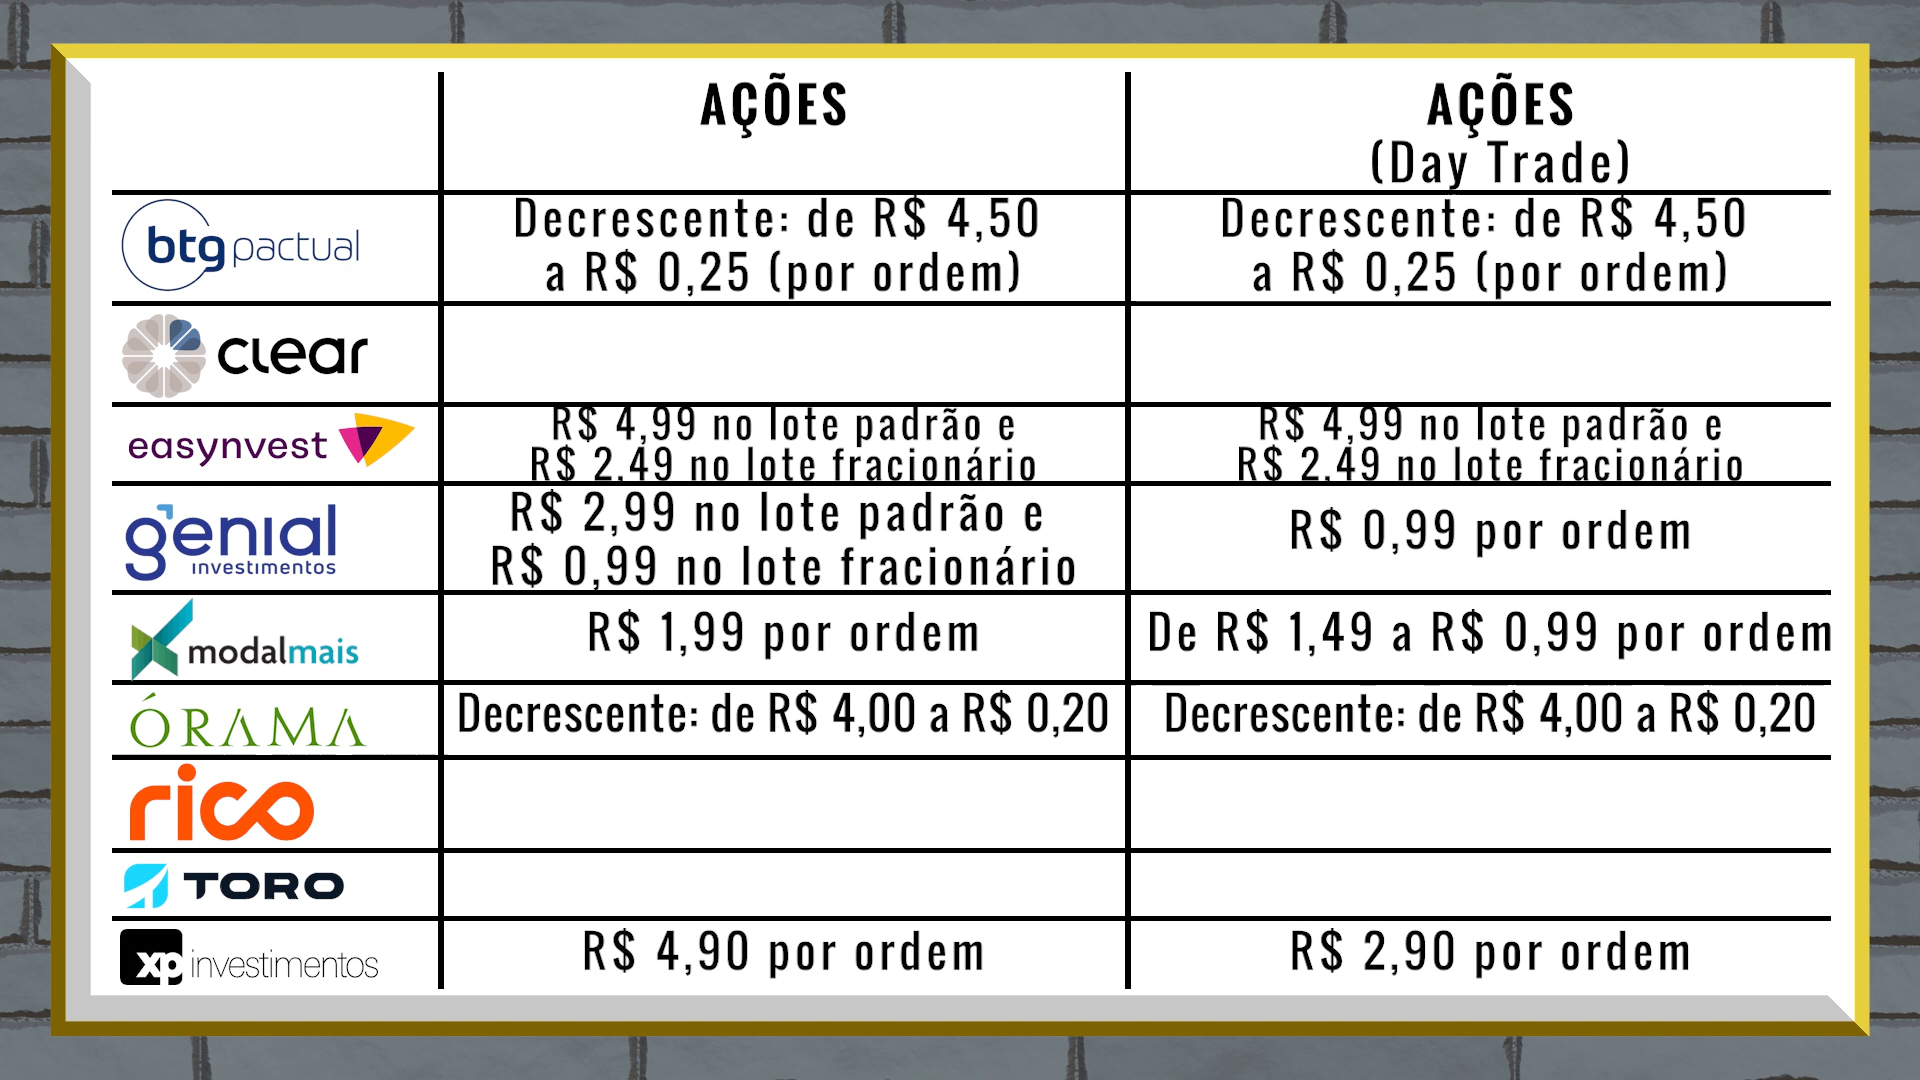 AÇÕES
AÇÕES
(Day Trade)
btg pactual
Decrescente: de R$ 4,50
a R$ 0,25 (por ordem)
Decrescente: de R$ 4,50
a R$ 0,25 (por ordem)
clear
easynvest
R$ 4,99 no lote padrão e
R$ 2,49 no lote fracionário
R$ 4,99 no lote padrão e
R$ 2,49 no lote fracionário
genial
investimentos
R$ 2,99 no lote padrão e
R$ 0,99 no lote fracionário
R$ 0,99 por ordem
modalmais
R$ 1,99 por ordem
De R$ 1,49 a R$ 0,99 por ordem
ÓRAMA
Decrescente: de R$ 4,00 a R$ 0,20
Decrescente: de R$ 4,00 a R$ 0,20
rico
TORO
xp investimentos
R$ 4,90 por ordem
R$ 2,90 por ordem